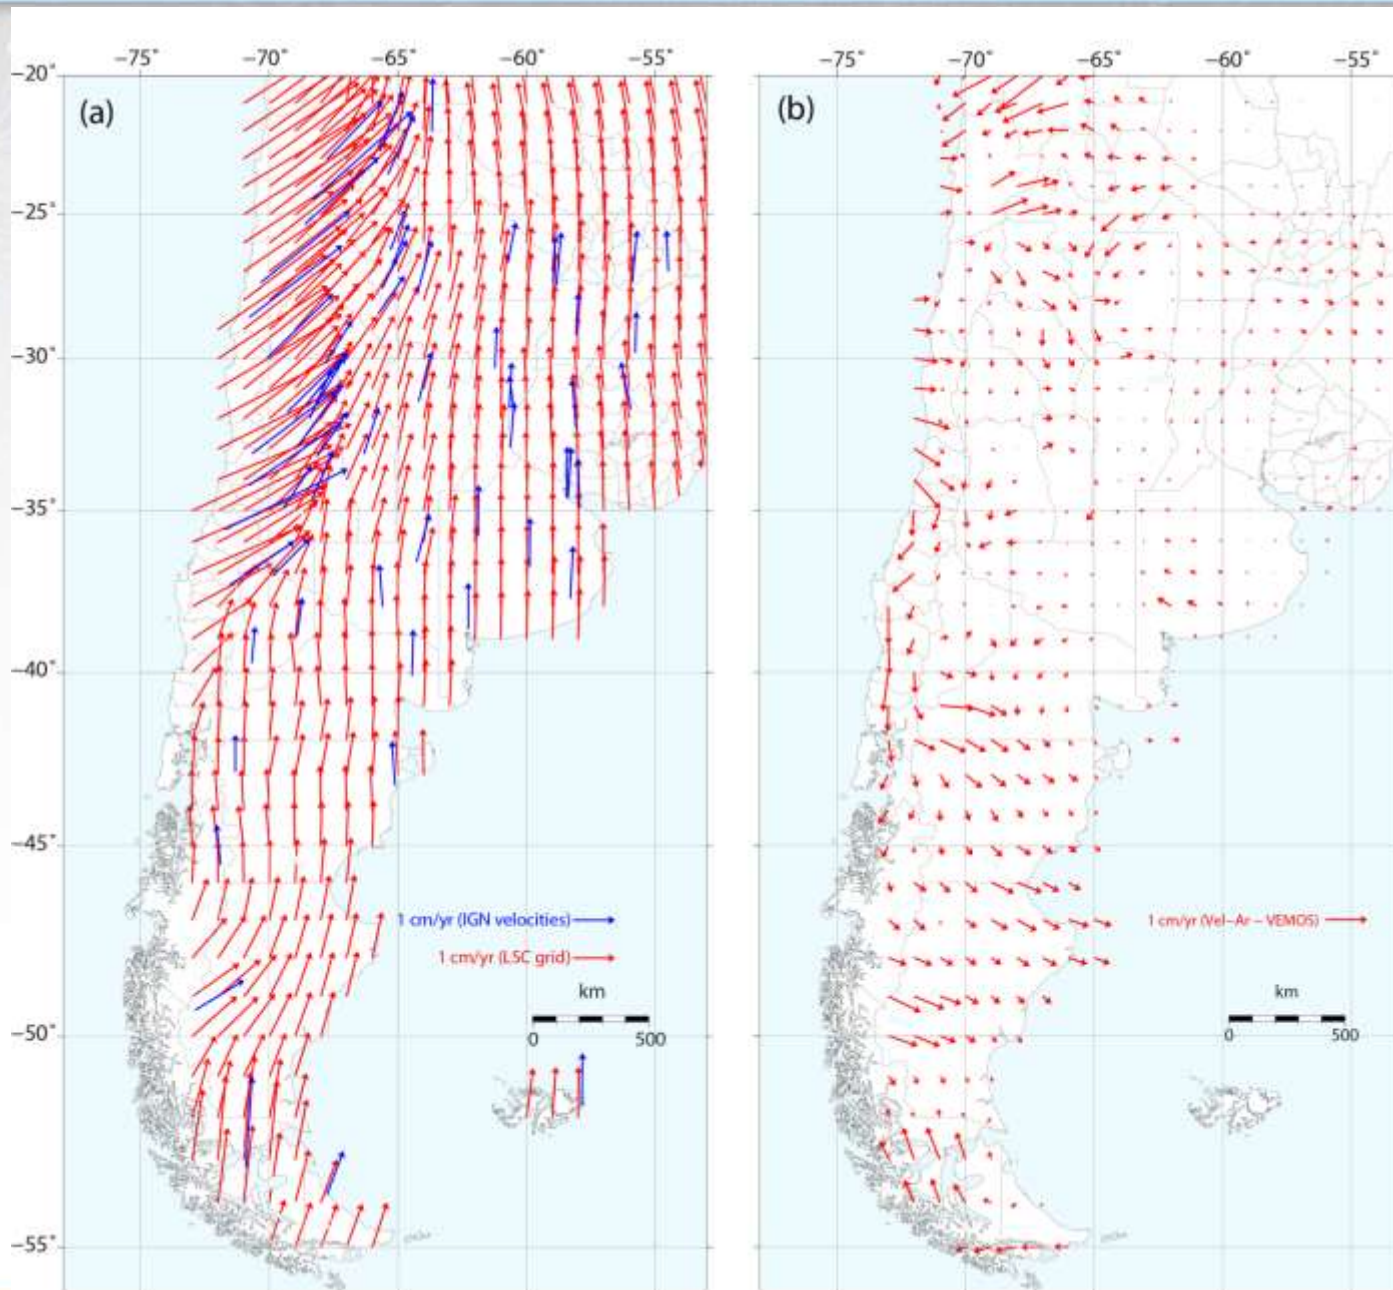 −75° −70° −65° −60° −55°
−20°
(a)
−25°
−30°
−35°
−40°
−45°
1 cm/yr (IGN velocities)
1 cm/yr (LSC grid)
km
−50°
0 500
−55°
−75° −70° −65° −60° −55°
(b)
1 cm/yr (Vel−Ar − VEMOS)
km
0 500